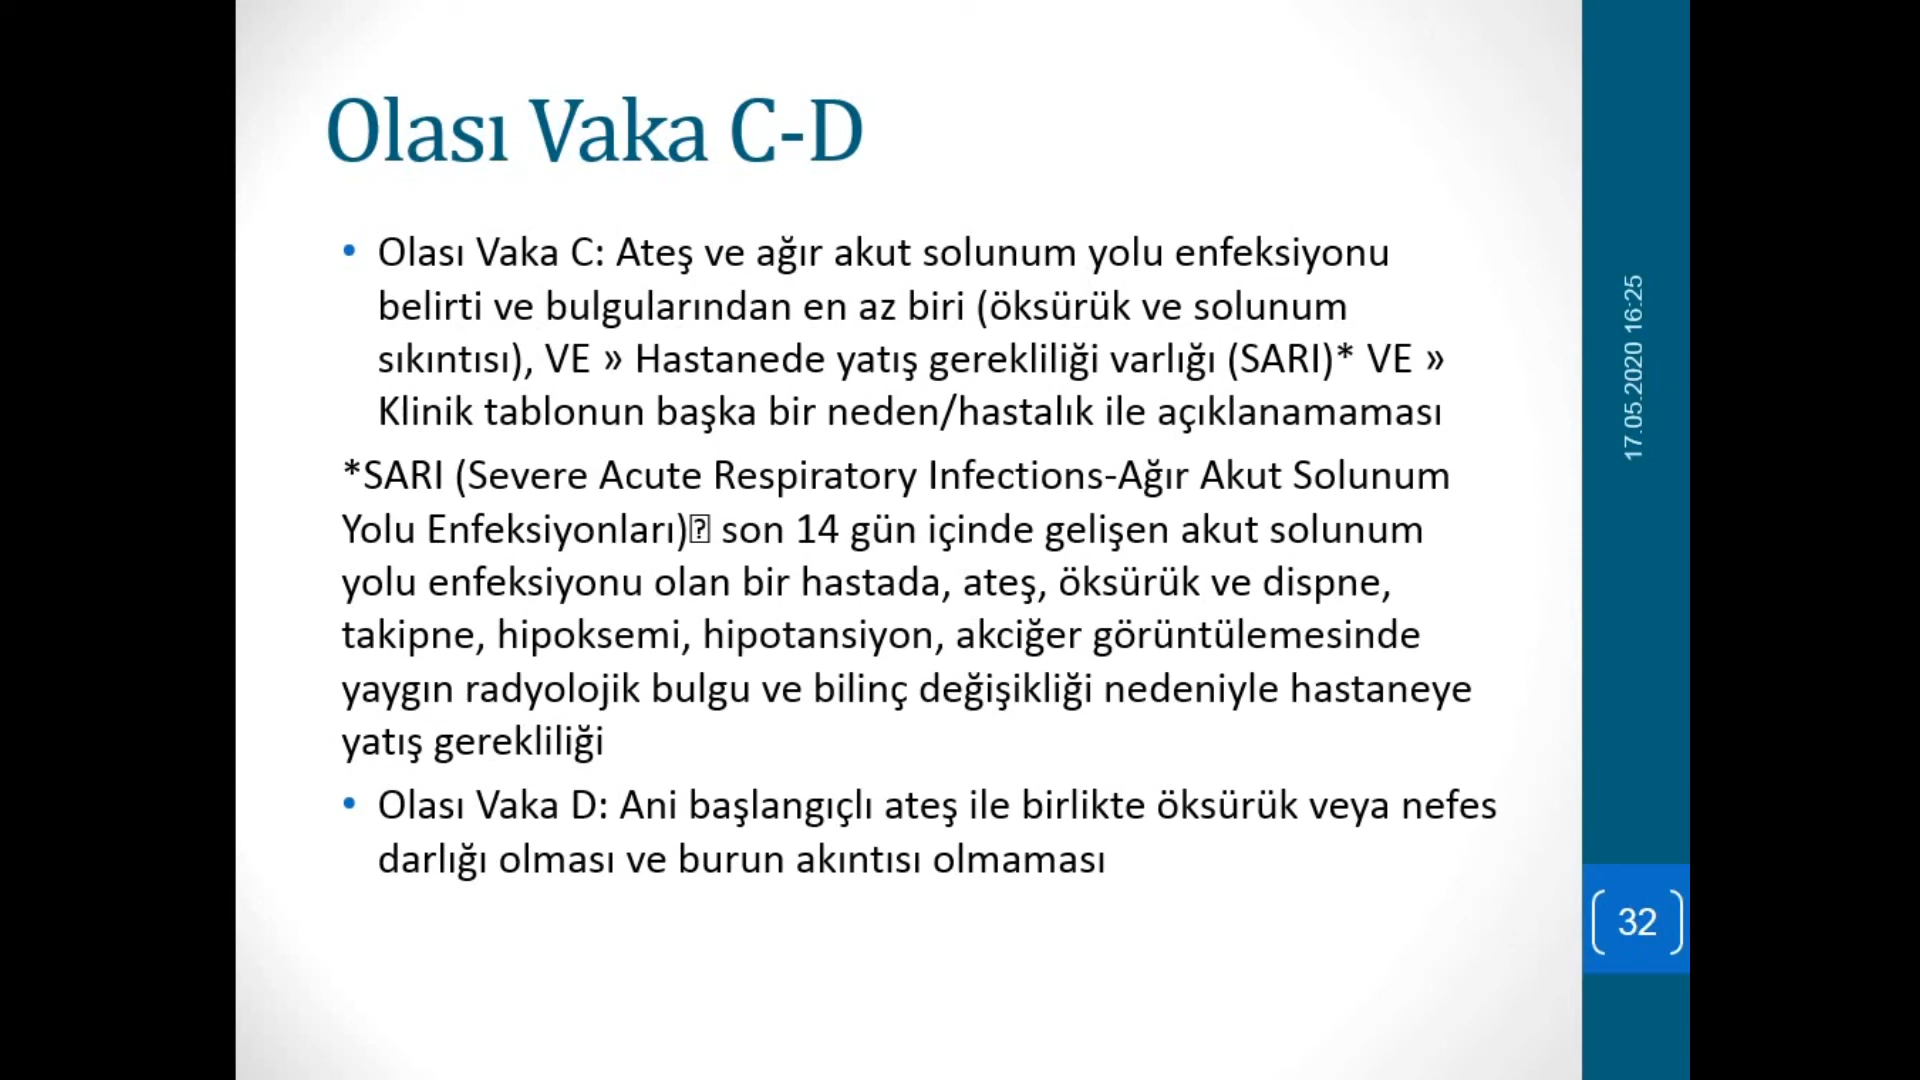 Olası Vaka C-D
• Olası Vaka C: Ateş ve ağır akut solunum yolu enfeksiyonu
belirti ve bulgularından en az biri (öksürük ve solunum
sıkıntısı), VE » Hastanede yatış gerekliliği varlığı (SARI)* VE »
Klinik tablonun başka bir neden/hastalık ile açıklanamaması
*SARI (Severe Acute Respiratory Infections-Ağır Akut Solunum
Yolu Enfeksiyonları)⍰ son 14 gün içinde gelişen akut solunum
yolu enfeksiyonu olan bir hastada, ateş, öksürük ve dispne,
takipne, hipoksemi, hipotansiyon, akciğer görüntülemesinde
yaygın radyolojik bulgu ve bilinç değişikliği nedeniyle hastaneye
yatış gerekliliği
• Olası Vaka D: Ani başlangıçlı ateş ile birlikte öksürük veya nefes
darlığı olması ve burun akıntısı olmaması
17.05.2020 16:25
32